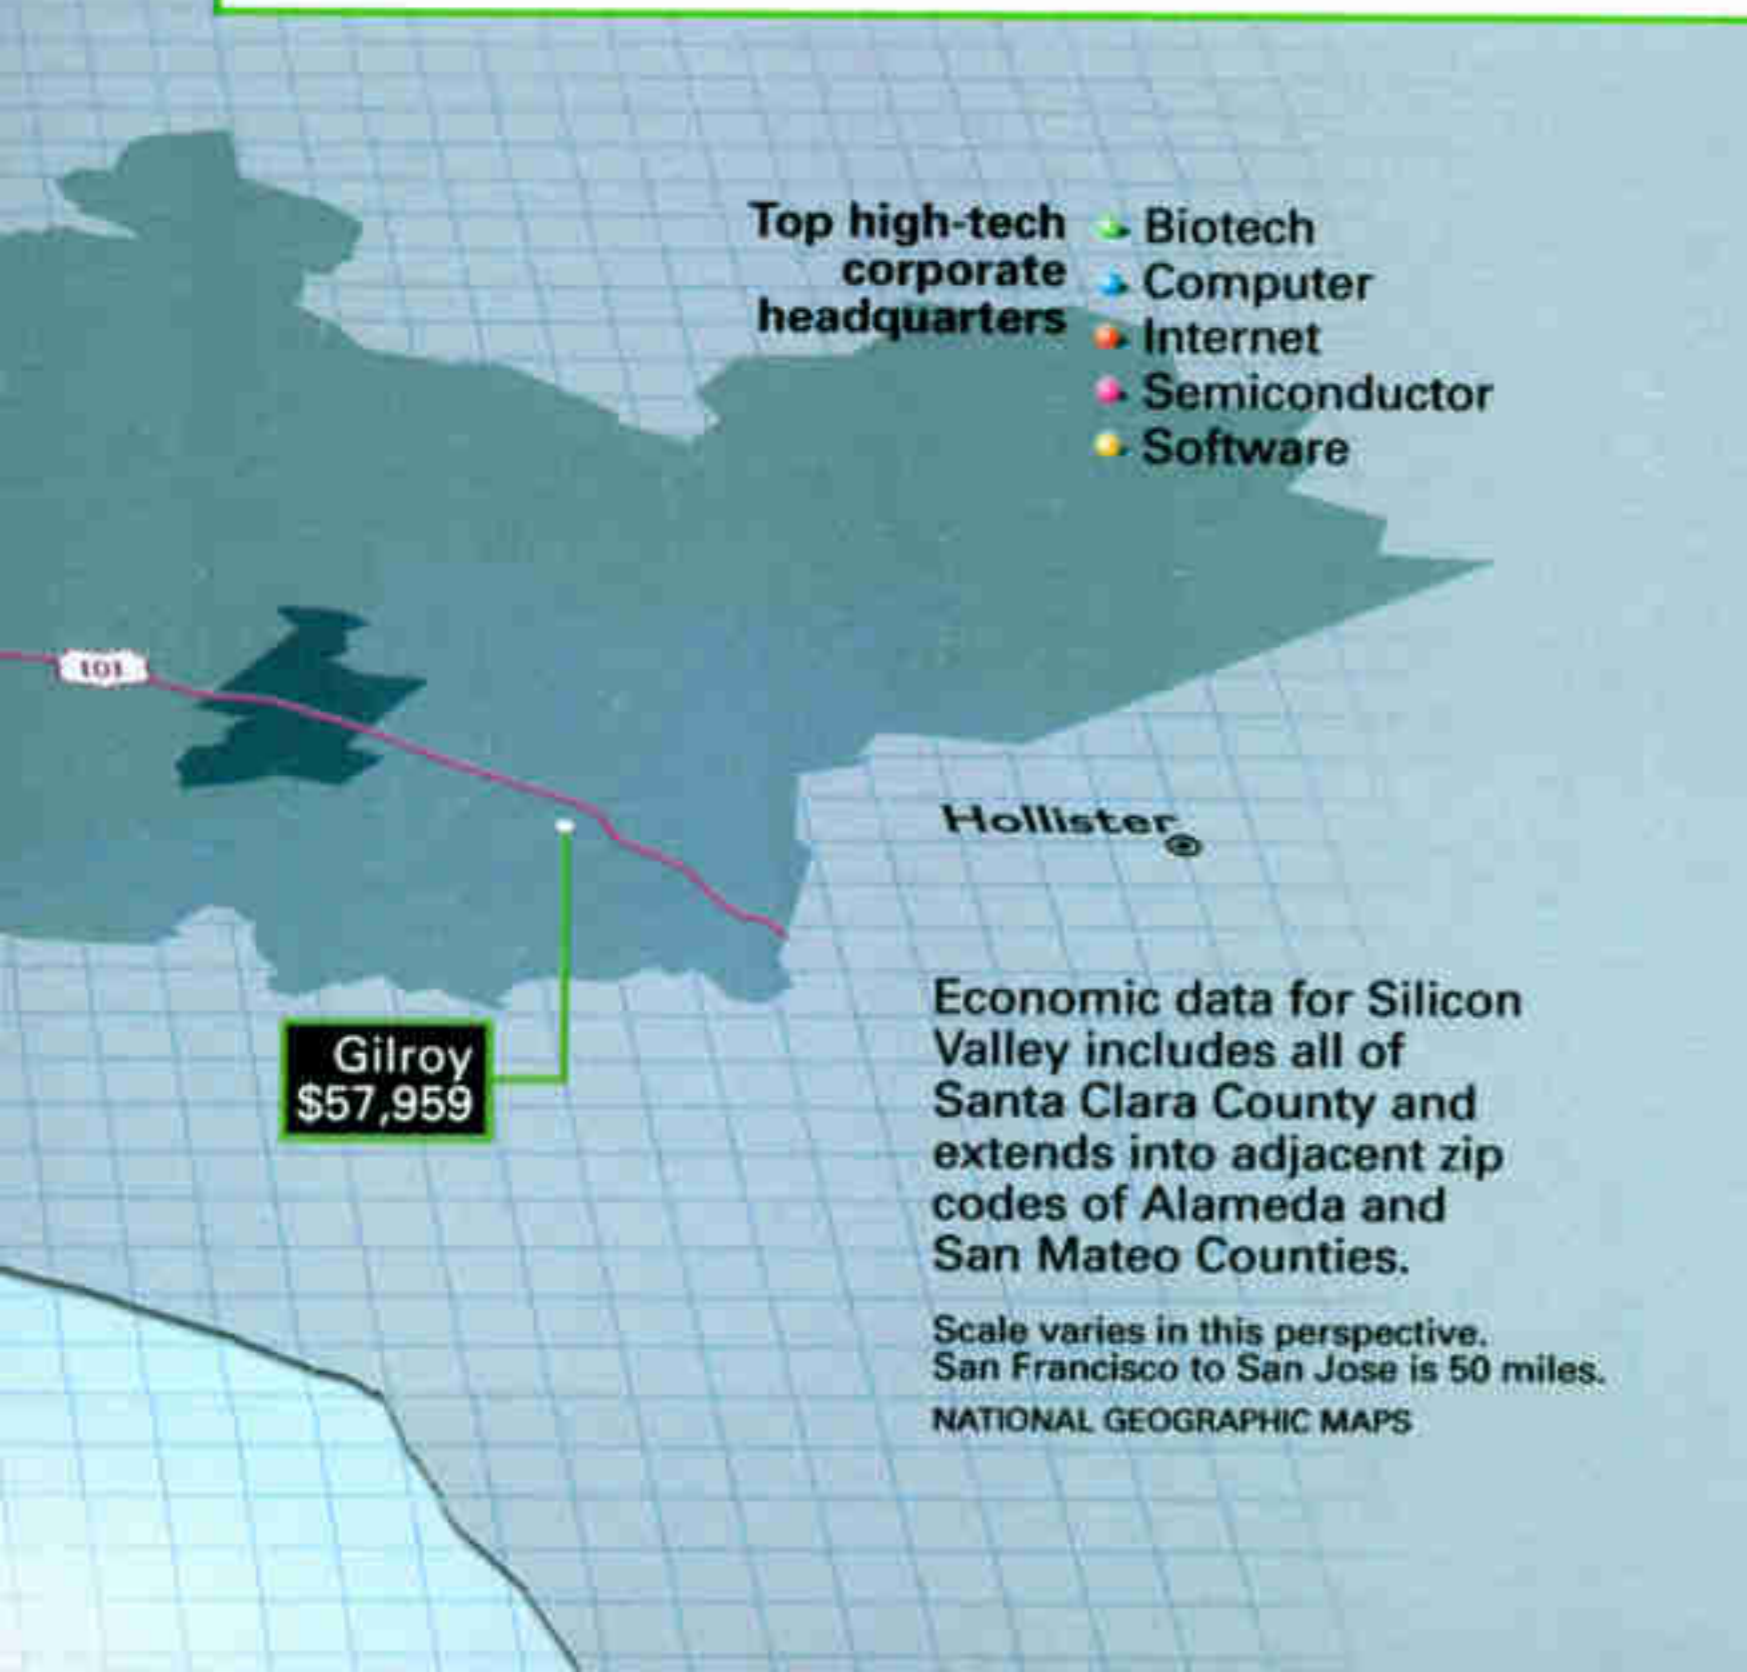 Top high-tech
corporate
headquarters
Biotech
Computer
Internet
Semiconductor
Software
101
Hollister
Gilroy
$57,959
Economic data for Silicon
Valley includes all of
Santa Clara County and
extends into adjacent zip
codes of Alameda and
San Mateo Counties.
Scale varies in this perspective.
San Francisco to San Jose is 50 miles.
NATIONAL GEOGRAPHIC MAPS